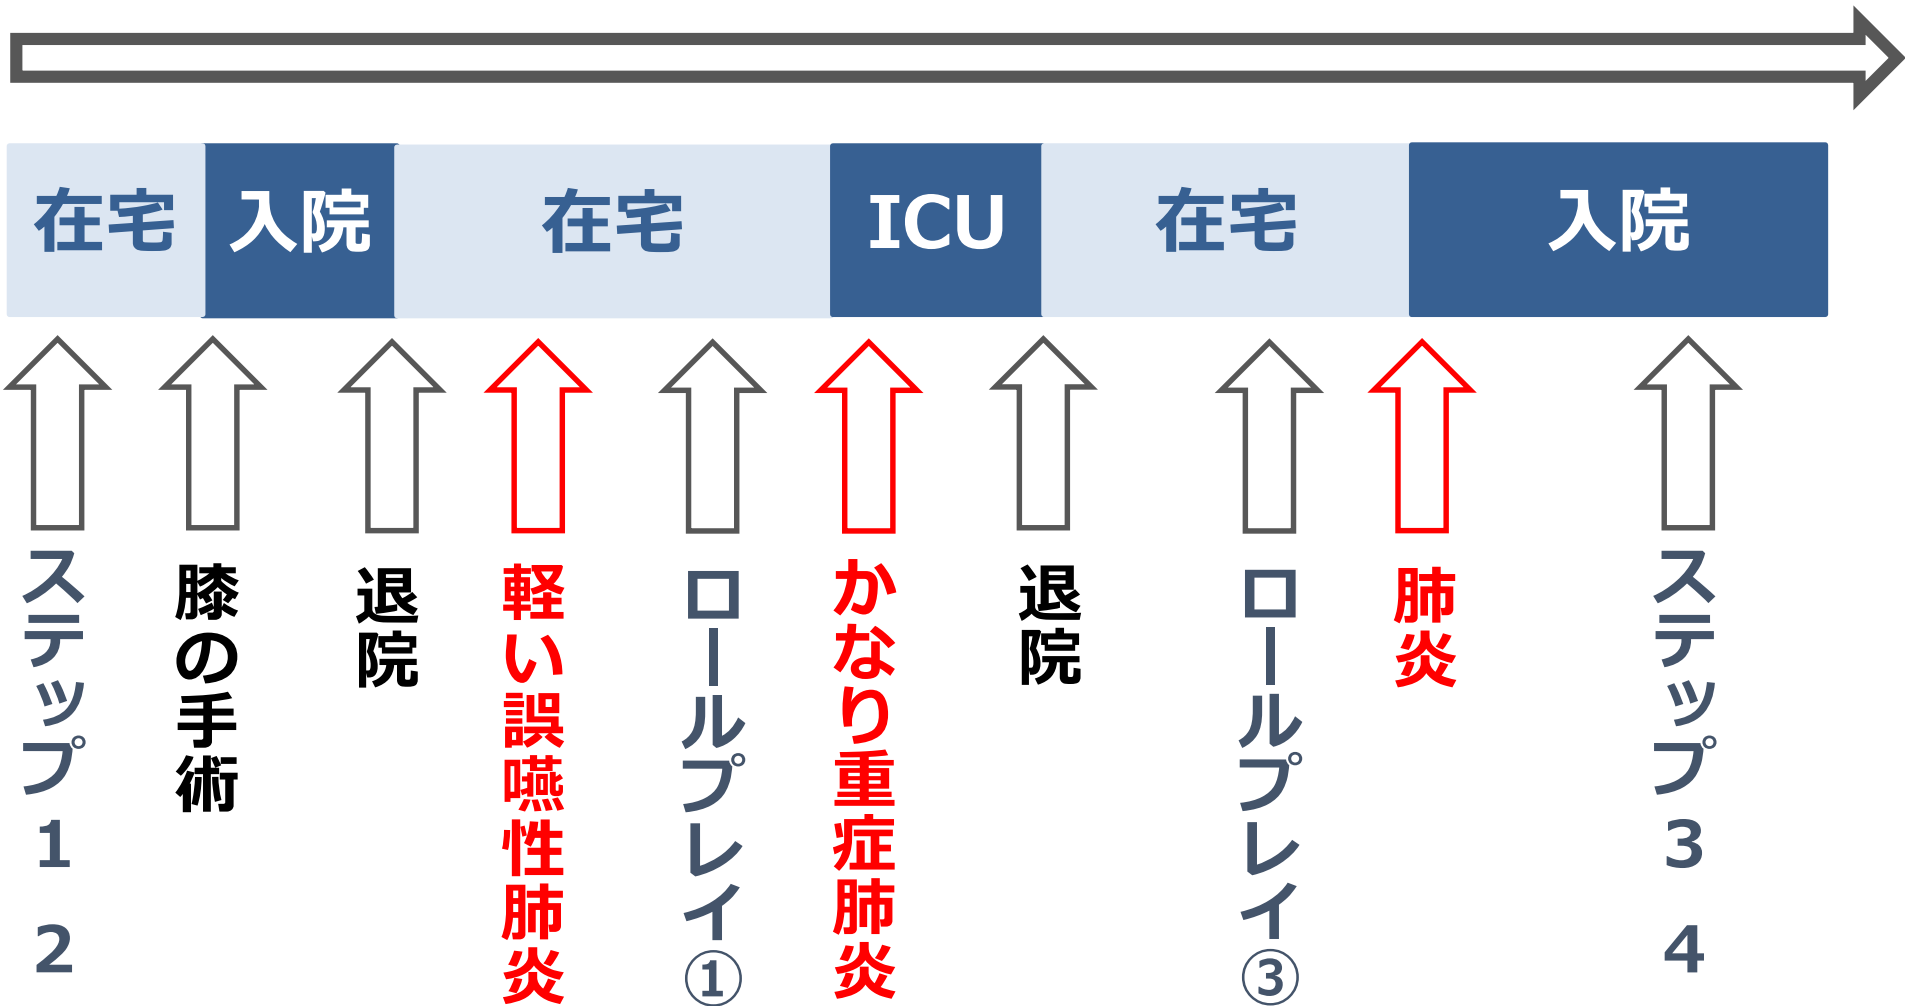 在宅
入院
在宅
ICU
在宅
入院
ステップ1 2
膝の手術
退院
軽い誤嚥性肺炎
ロールプレイ①
かなり重症肺炎
退院
ロールプレイ③
肺炎
ステップ3 4